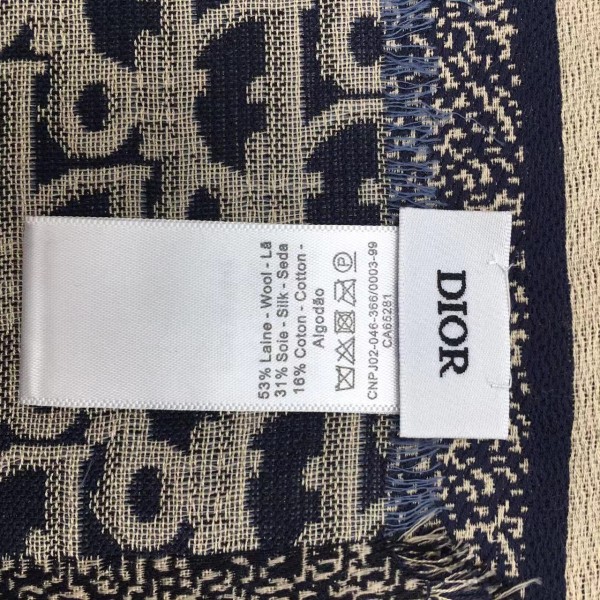 DIOR
53% Laine - Wool - Lã
31% Soie - Silk - Seda
16% Coton - Cotton -
Algodão
CNPJ02-046-366/0003-99
CA65281